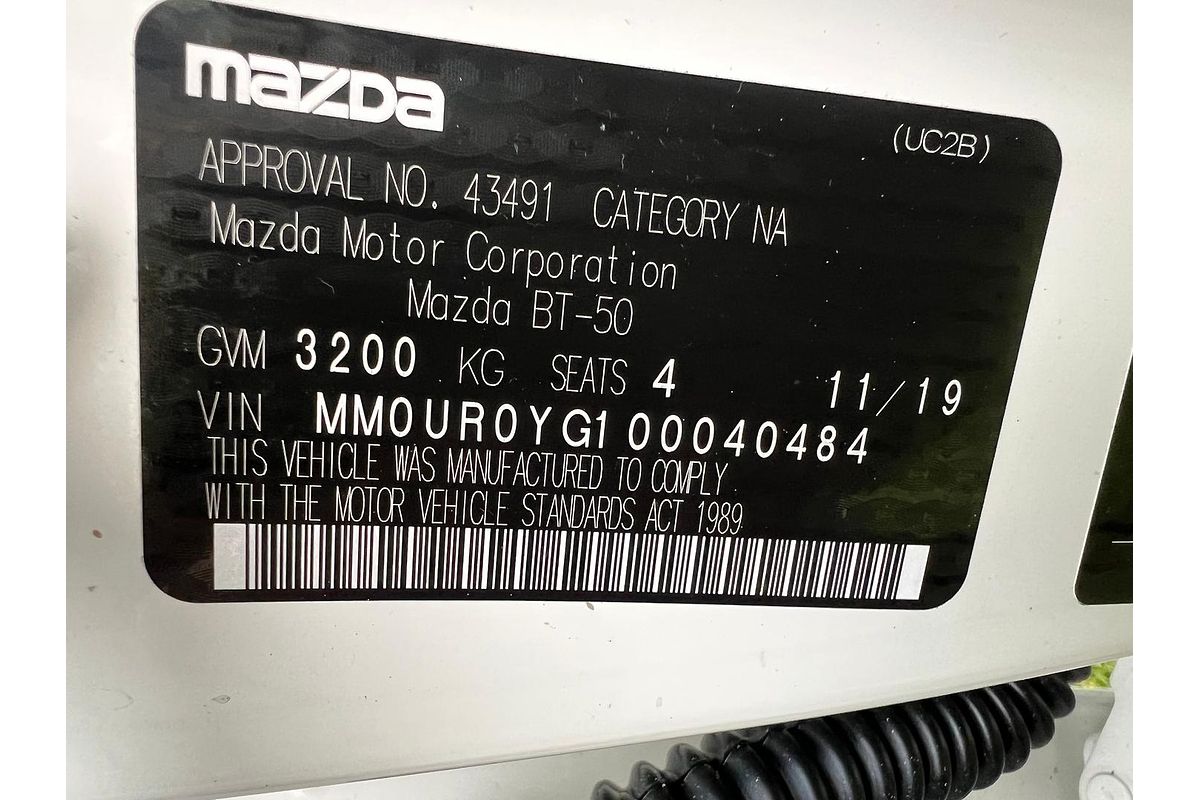 mazda
(UC2B)
APPROVAL NO. 43491 CATEGORY NA
Mazda Motor Corporation
Mazda BT-50
GVM 3200 KG SEATS 4 11/19
VIN MM0UR0YG100040484
THIS VEHICLE WAS MANUFACTURED TO COMPLY
WITH THE MOTOR VEHICLE STANDARDS ACT 1989